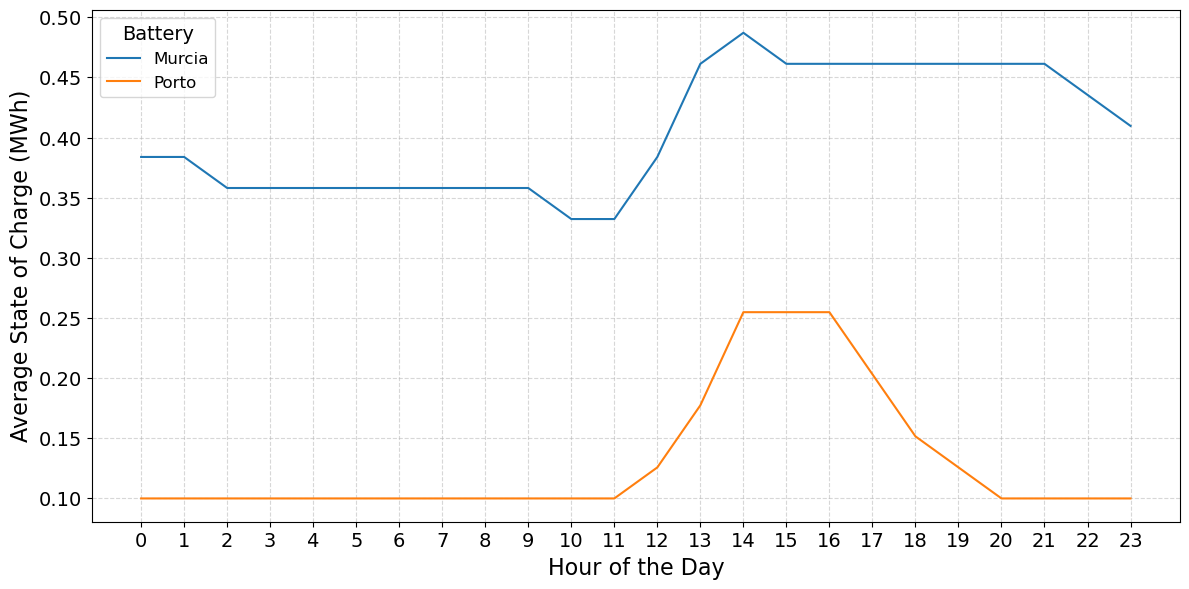 Average State of Charge (MWh)
0.50
0.45
0.40
0.35
0.30
0.25
0.20
0.15
0.10
Battery
Murcia
Porto
0 1 2 3 4 5 6 7 8 9 10 11 12 13 14 15 16 17 18 19 20 21 22 23
Hour of the Day